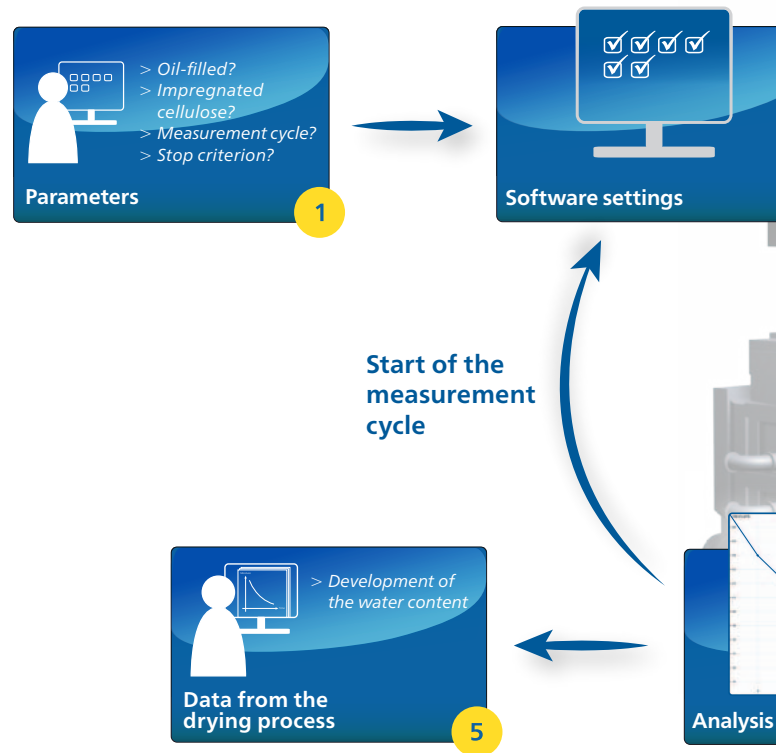 > Oil-filled?
> Impregnated
cellulose?
> Measurement cycle?
> Stop criterion?
Parameters
1
Software settings
Start of the
measurement
cycle
> Development of
the water content
Data from the
drying process
5
Analysis